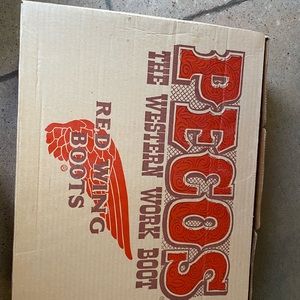 PECOS®
THE WESTERN WORK BOOT
RED WING
BOOTS®